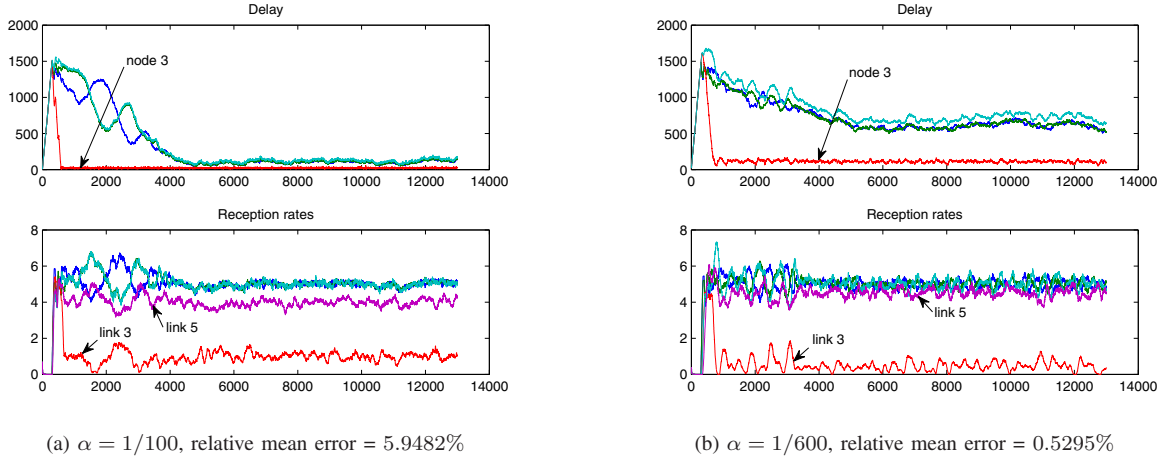 Delay
2000
1500
1000
500
0
node 3
0 2000 4000 6000 8000 10000 12000 14000
Reception rates
8
6
4
2
0
link 5
link 3
0 2000 4000 6000 8000 10000 12000 14000
(a) α = 1/100, relative mean error = 5.9482%
Delay
2000
1500
1000
500
0
node 3
0 2000 4000 6000 8000 10000 12000 14000
Reception rates
8
6
4
2
0
link 5
link 3
0 2000 4000 6000 8000 10000 12000 14000
(b) α = 1/600, relative mean error = 0.5295%